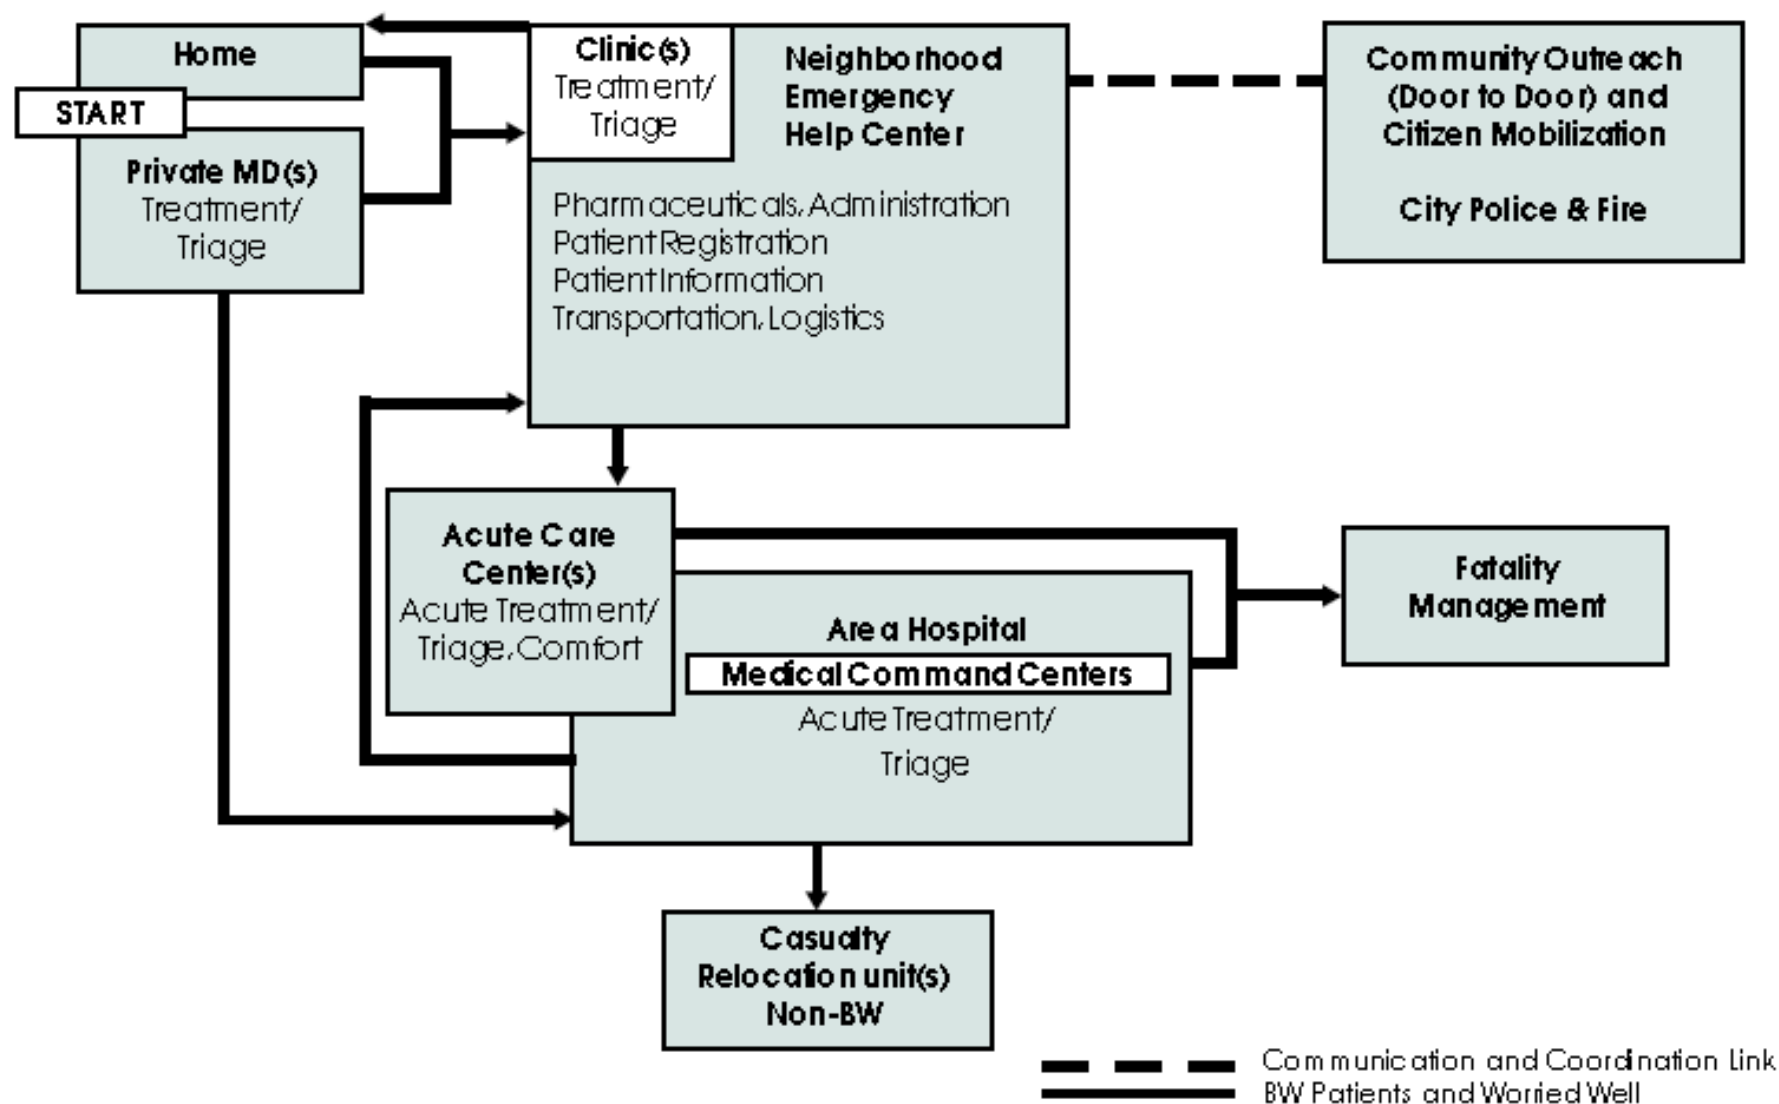 Home
START
Private MD(s)
Treatment/
Triage
Clinic(s)
Treatment/
Triage
Neighborhood
Emergency
Help Center
Pharmaceuticals, Administration
Patient Registration
Patient Information
Transportation, Logistics
Community Outreach
(Door to Door) and
Citizen Mobilization
City Police & Fire
Acute Care
Center(s)
Acute Treatment/
Triage, Comfort
Area Hospital
Medical Command Centers
Acute Treatment/
Triage
Fatality
Management
Casualty
Relocation unit(s)
Non-BW
Communication and Coordination Link
BW Patients and Worried Well